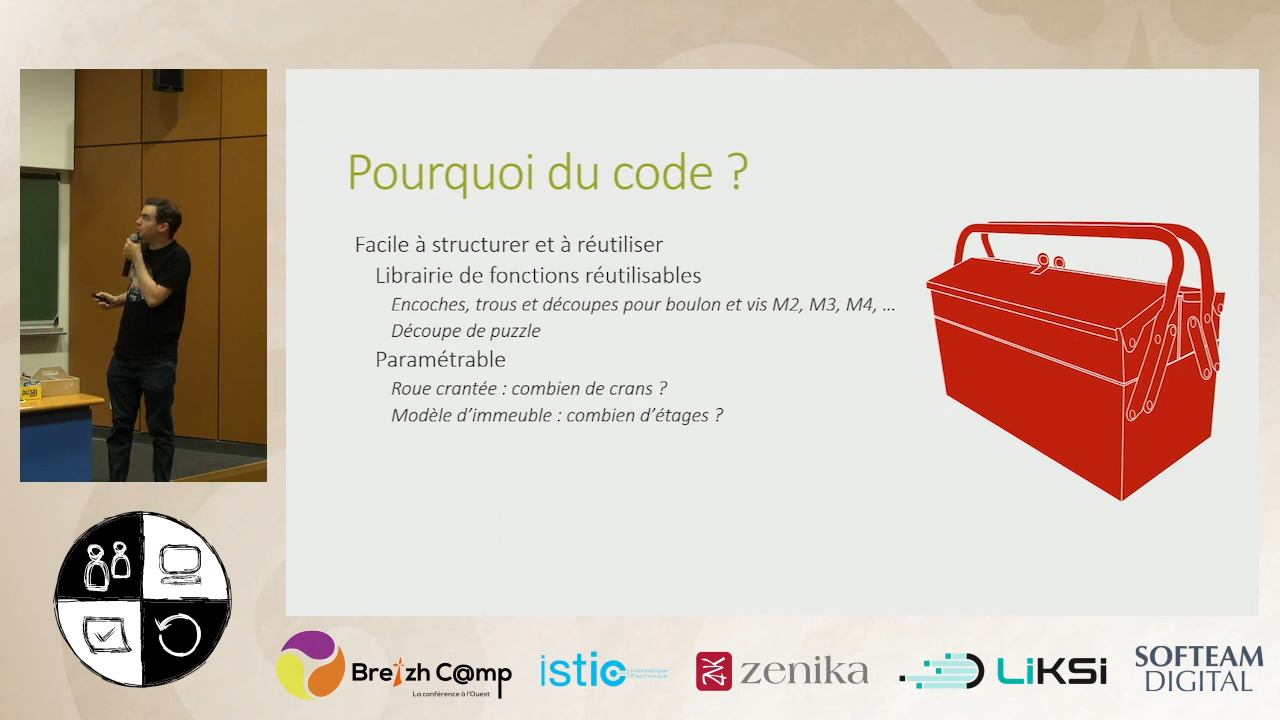 Pourquoi du code ?
Facile à structurer et à réutiliser
Librairie de fonctions réutilisables
Encoches, trous et découpes pour boulon et vis M2, M3, M4, ...
Découpe de puzzle
Paramétrable
Roue crantée : combien de crans ?
Modèle d’immeuble : combien d’étages ?
Breizh C@mp
La conférence à l'Ouest
istic
Informatique
Électronique
zenika
LiKSi
SOFTEAM
DIGITAL